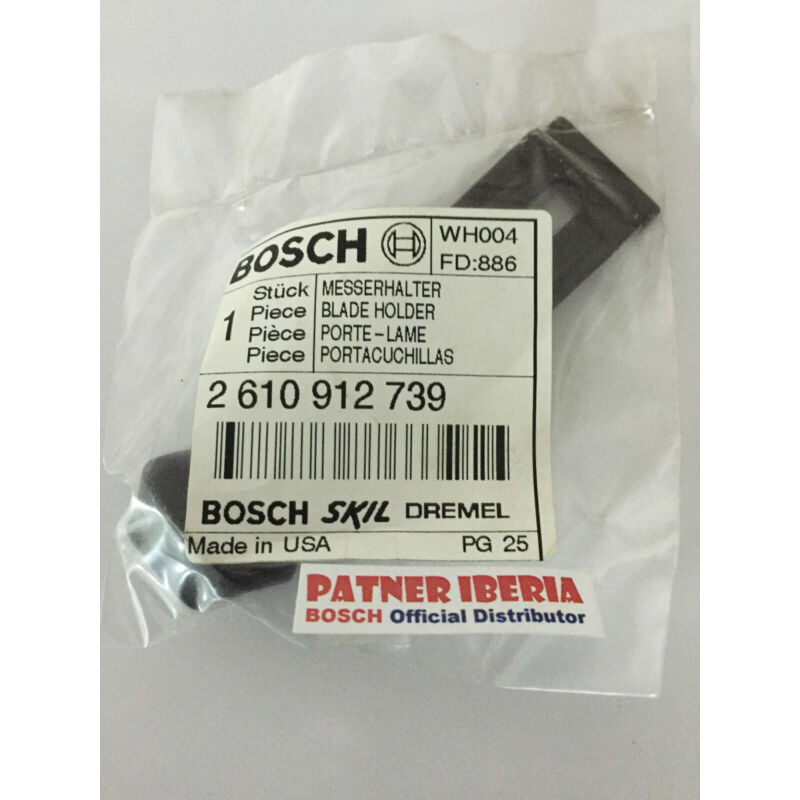 BOSCH
WH004
FD:886
1
Stück MESSERHALTER
Piece BLADE HOLDER
Pièce PORTE-LAME
Piece PORTACUCHILLAS
2 610 912 739
BOSCH SKIL DREMEL
Made in USA PG 25
PATNER IBERIA
BOSCH Official Distributor